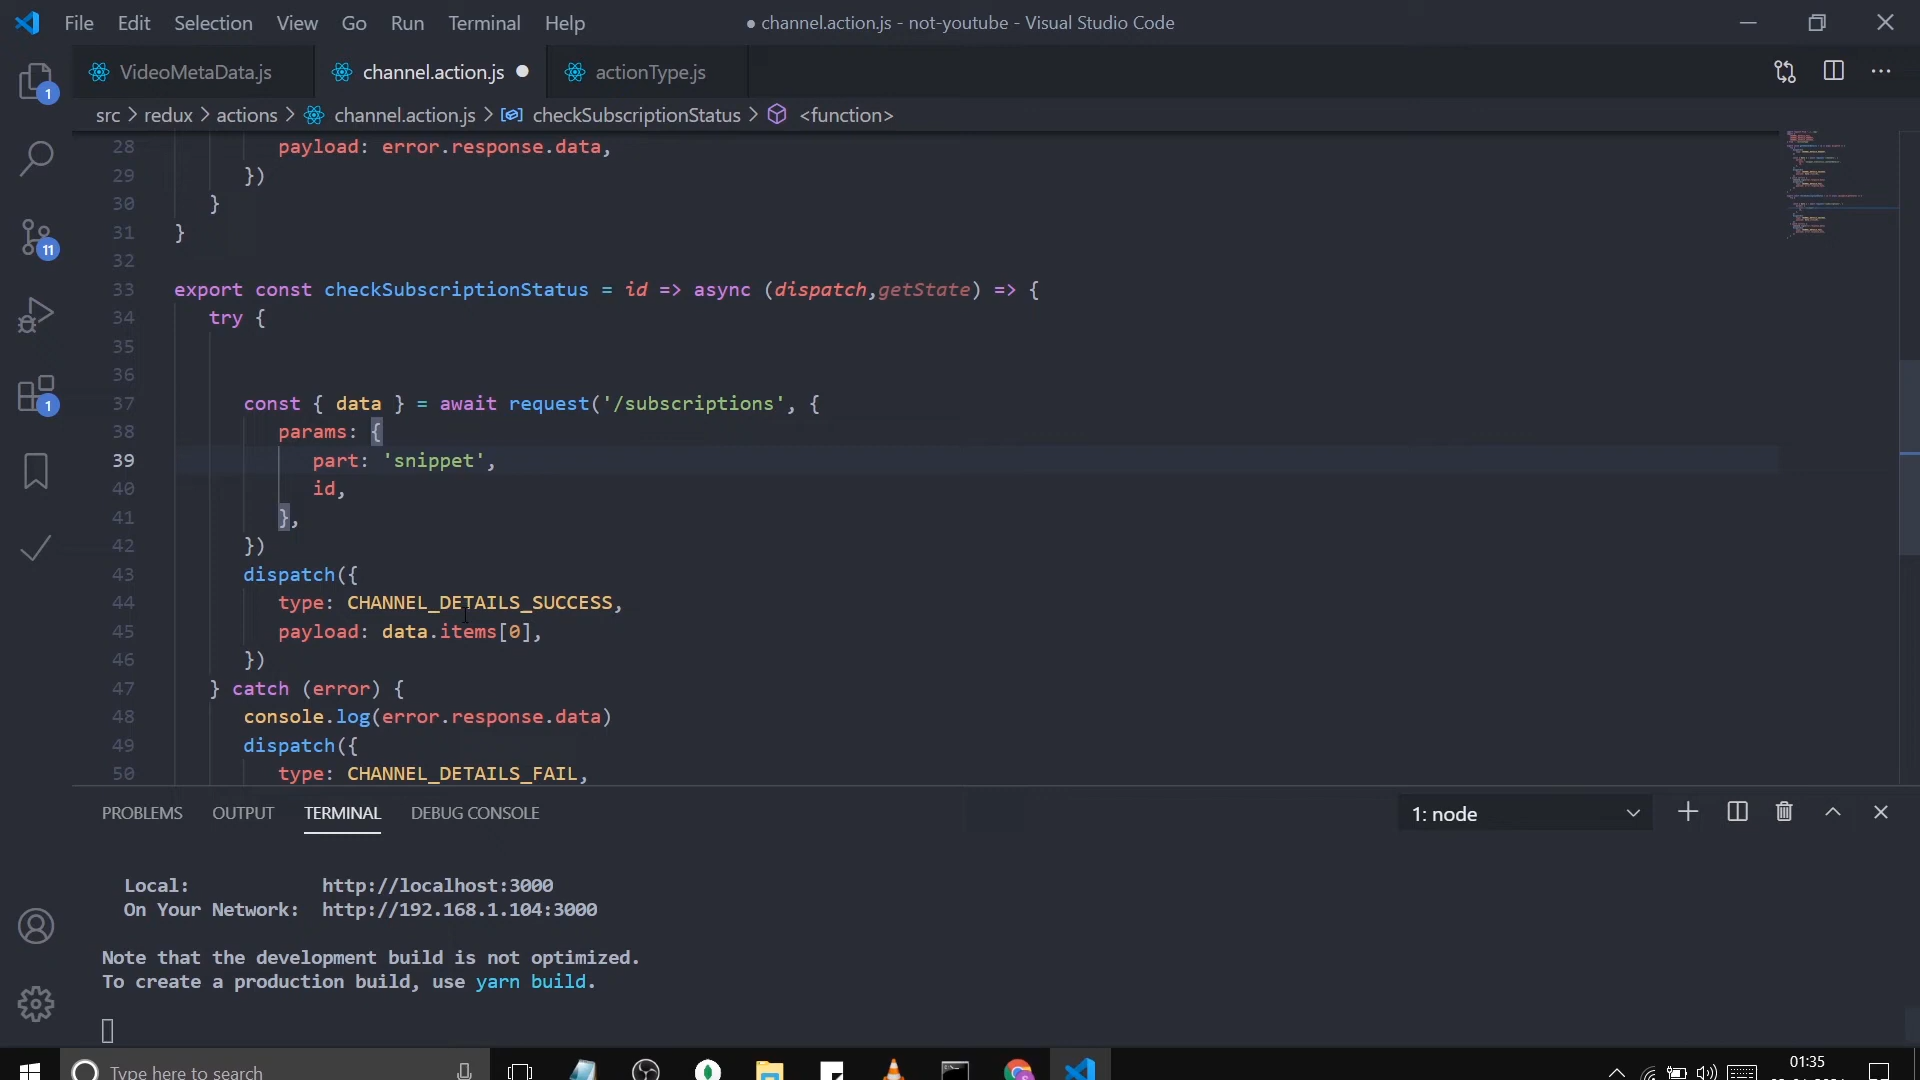 File Edit Selection View Go Run Terminal Help
● channel.action.js - not-youtube - Visual Studio Code
VideoMetaData.js channel.action.js ● actionType.js
src > redux > actions > channel.action.js > checkSubscriptionStatus > <function>
28 payload: error.response.data,
29 })
30 }
31 }
32
33 export const checkSubscriptionStatus = id => async (dispatch,getState) => {
34 try {
35
36
37 const { data } = await request('/subscriptions', {
38 params: {
39 part: 'snippet',
40 id,
41 },
42 })
43 dispatch({
44 type: CHANNEL_DETAILS_SUCCESS,
45 payload: data.items[0],
46 })
47 } catch (error) {
48 console.log(error.response.data)
49 dispatch({
50 type: CHANNEL_DETAILS_FAIL,
1
11
1
PROBLEMS OUTPUT TERMINAL DEBUG CONSOLE 1: node
Local: http://localhost:3000
On Your Network: http://192.168.1.104:3000
Note that the development build is not optimized.
To create a production build, use yarn build.
Type here to search
01:35